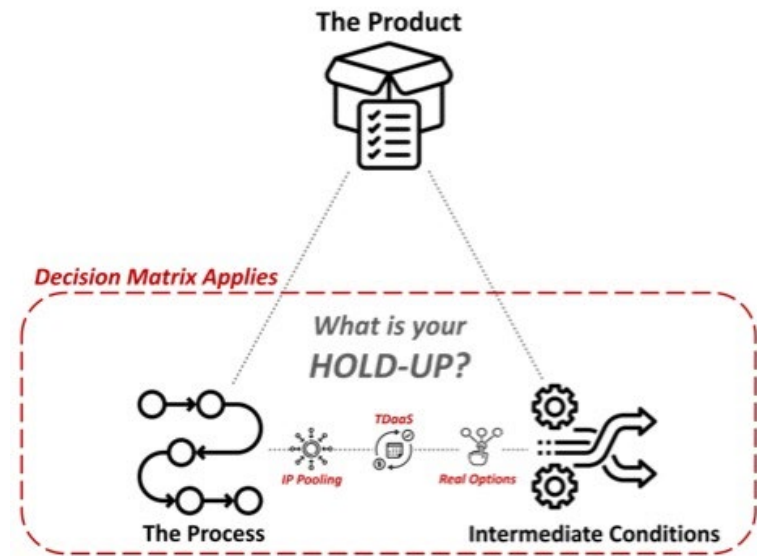 The Product
Decision Matrix Applies
What is your
HOLD-UP?
TDaaS
IP Pooling
Real Options
The Process
Intermediate Conditions